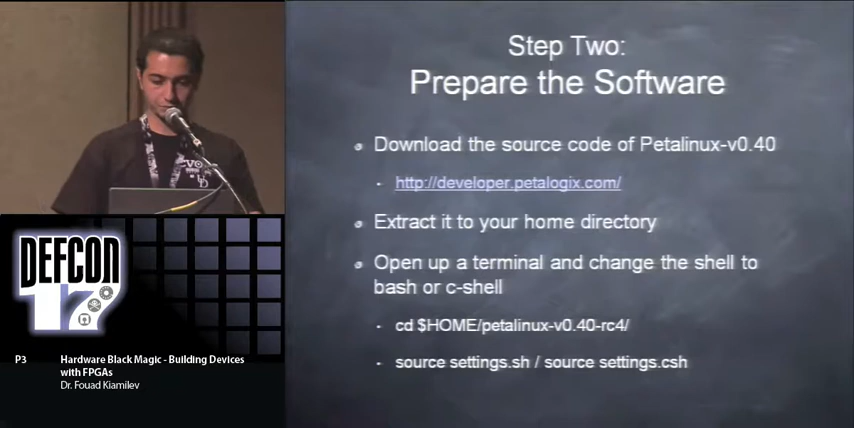 Step Two:
Prepare the Software
Download the source code of Petalinux-v0.40
http://developer.petalogix.com/
Extract it to your home directory
Open up a terminal and change the shell to
bash or c-shell
cd $HOME/petalinux-v0.40-rc4/
source settings.sh / source settings.csh
DEFCON
17
P3
Hardware Black Magic - Building Devices
with FPGAs
Dr. Fouad Kiamilev